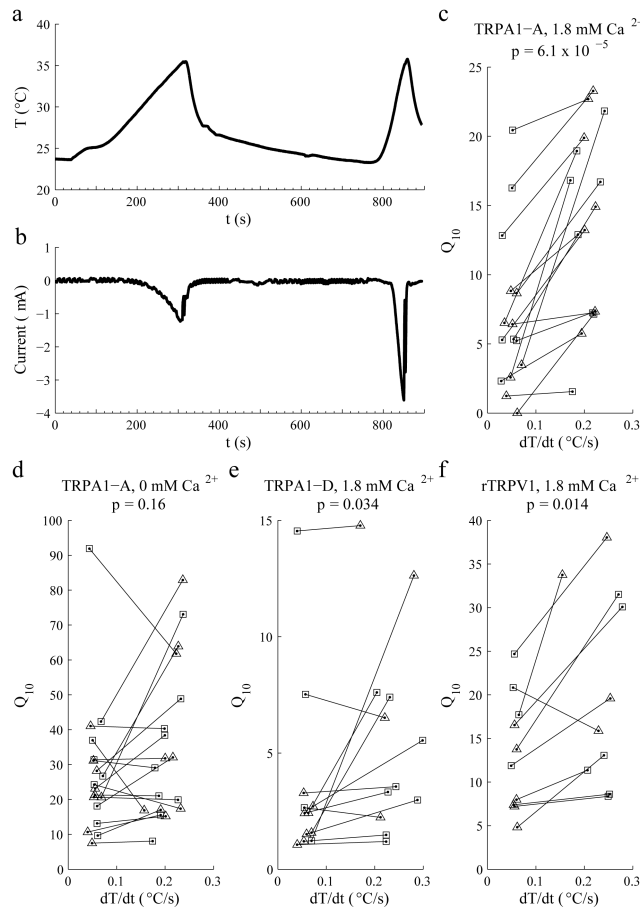 a
40
35
30
25
20
T (°C)
0 200 400 600 800
t (s)
b
1
0
−1
−2
−3
−4
Current ( mA)
0 200 400 600 800
t (s)
c
TRPA1−A, 1.8 mM Ca 2-
p = 6.1 x 10 −5
25
20
15
10
5
0
Q10
0 0.1 0.2 0.3
dT/dt ( °C/s)
d
TRPA1−A, 0 mM Ca 2+
p = 0.16
100
90
80
70
60
50
40
30
20
10
0
Q10
0 0.1 0.2 0.3
dT/dt ( °C/s)
e
TRPA1−D, 1.8 mM Ca 2+
p = 0.034
15
10
5
0
Q10
0 0.1 0.2 0.3
dT/dt ( °C/s)
f
rTRPV1, 1.8 mM Ca 2+
p = 0.014
40
35
30
25
20
15
10
5
0
Q10
0 0.1 0.2 0.3
dT/dt ( °C/s)